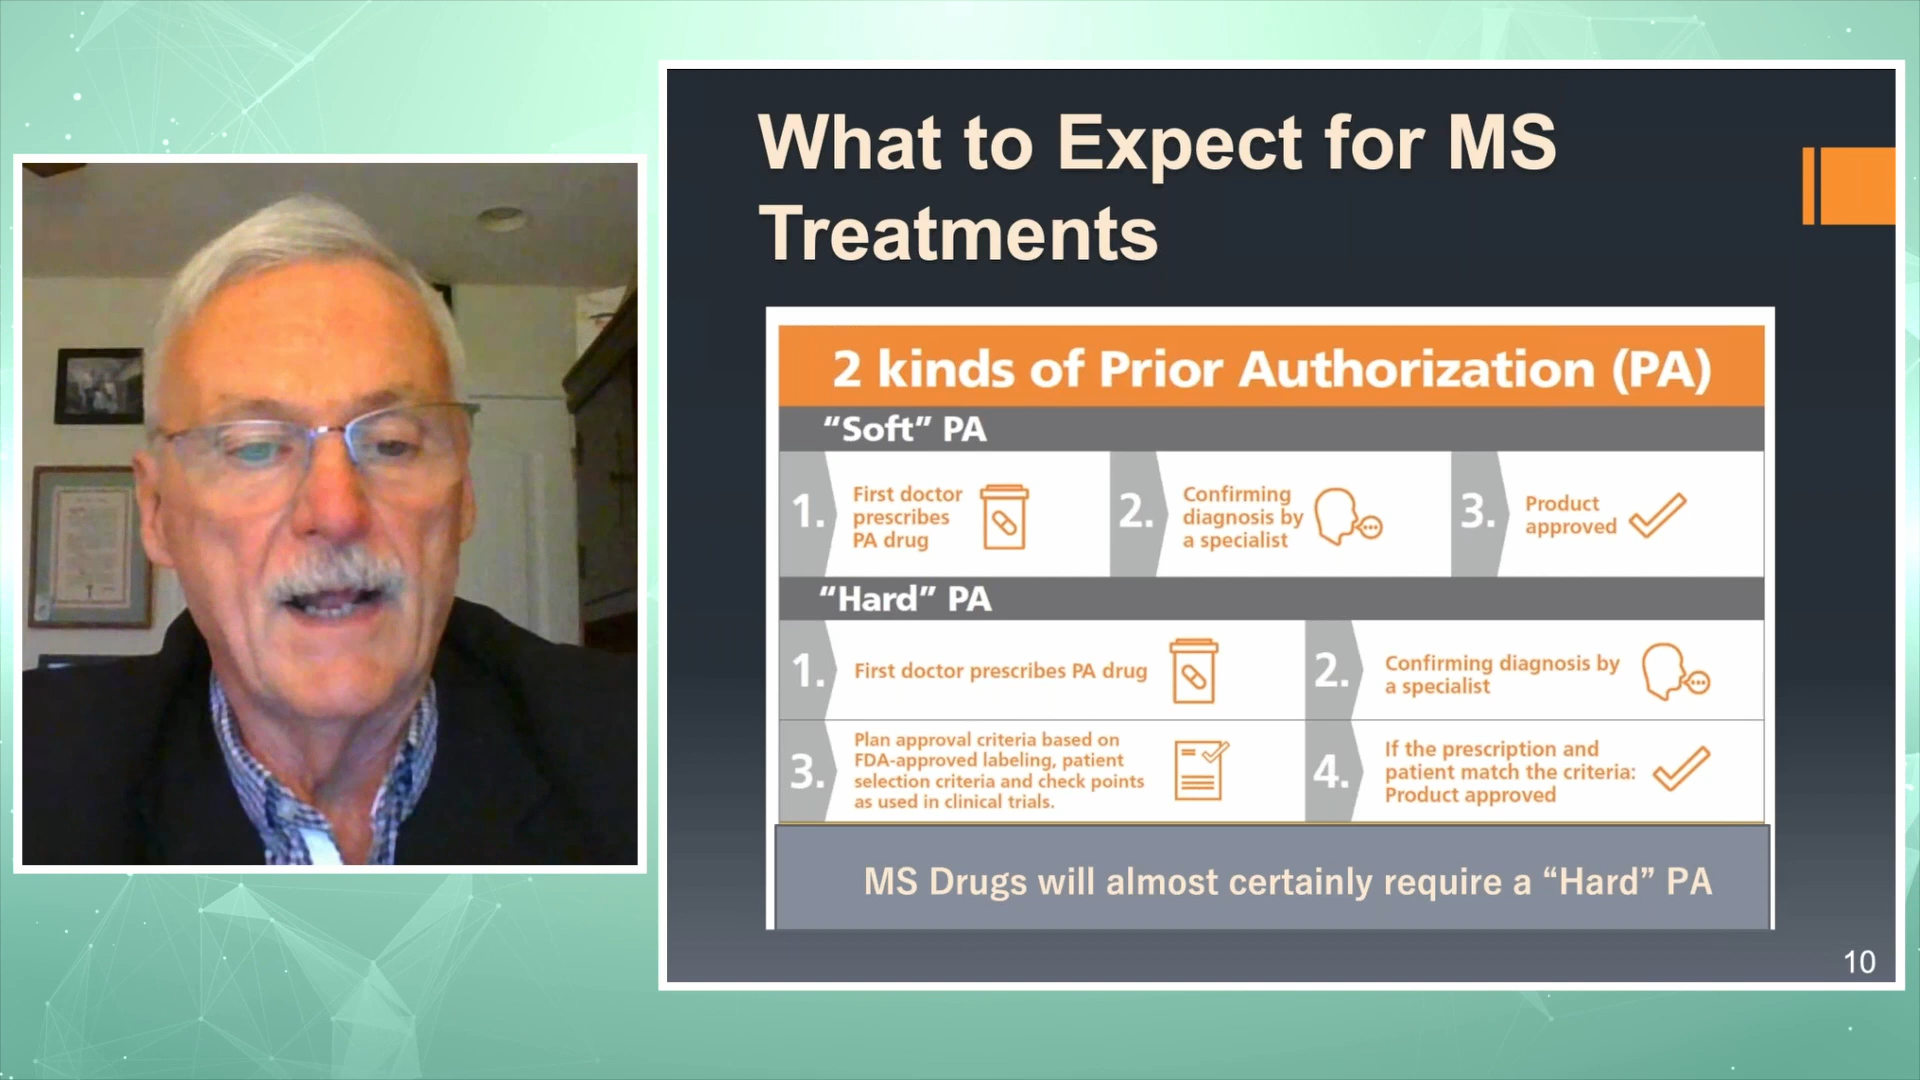 What to Expect for MS
Treatments
2 kinds of Prior Authorization (PA)
“Soft” PA
1.
First doctor
prescribes
PA drug
2.
Confirming
diagnosis by
a specialist
3.
Product
approved
“Hard” PA
1.
First doctor prescribes PA drug
2.
Confirming diagnosis by
a specialist
3.
Plan approval criteria based on
FDA-approved labeling, patient
selection criteria and check points
as used in clinical trials.
4.
If the prescription and
patient match the criteria:
Product approved
MS Drugs will almost certainly require a “Hard” PA
10